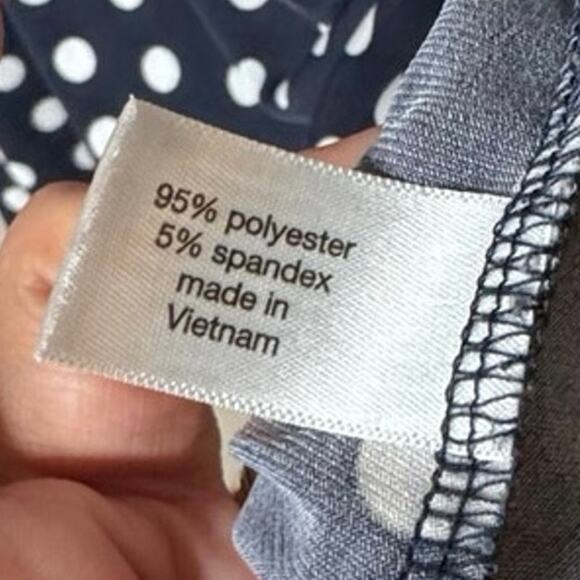 95% polyester
5% spandex
made in
Vietnam